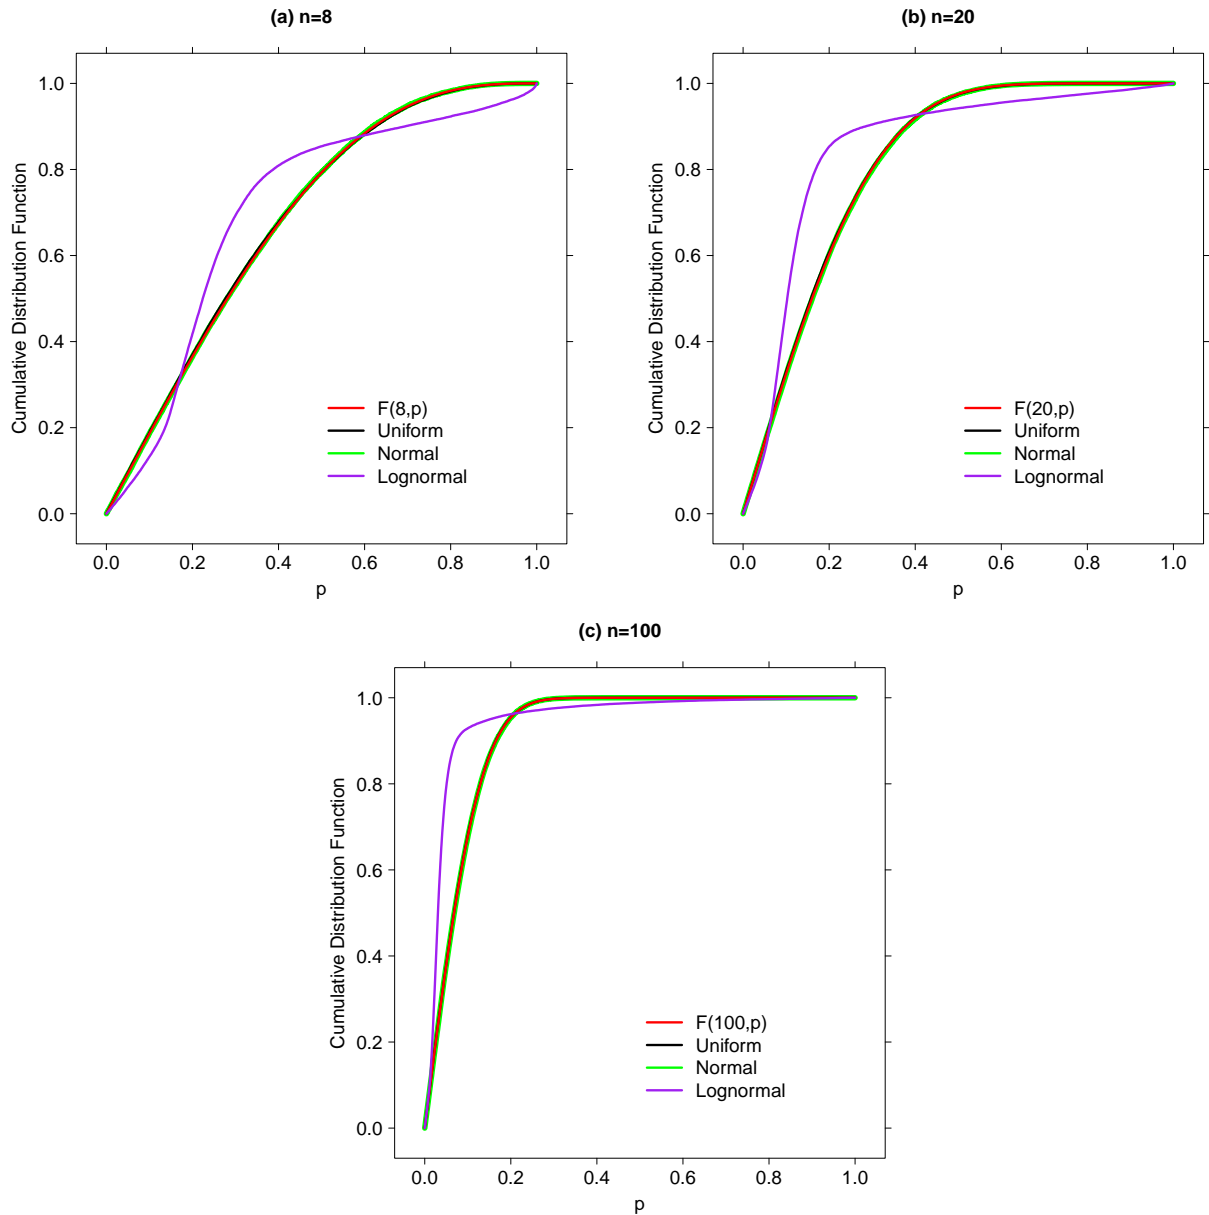 (a) n=8
Cumulative Distribution Function
1.0
0.8
0.6
0.4
0.2
0.0
F(8,p)
Uniform
Normal
Lognormal
0.0 0.2 0.4 0.6 0.8 1.0
p
(b) n=20
Cumulative Distribution Function
1.0
0.8
0.6
0.4
0.2
0.0
F(20,p)
Uniform
Normal
Lognormal
0.0 0.2 0.4 0.6 0.8 1.0
p
(c) n=100
Cumulative Distribution Function
1.0
0.8
0.6
0.4
0.2
0.0
F(100,p)
Uniform
Normal
Lognormal
0.0 0.2 0.4 0.6 0.8 1.0
p